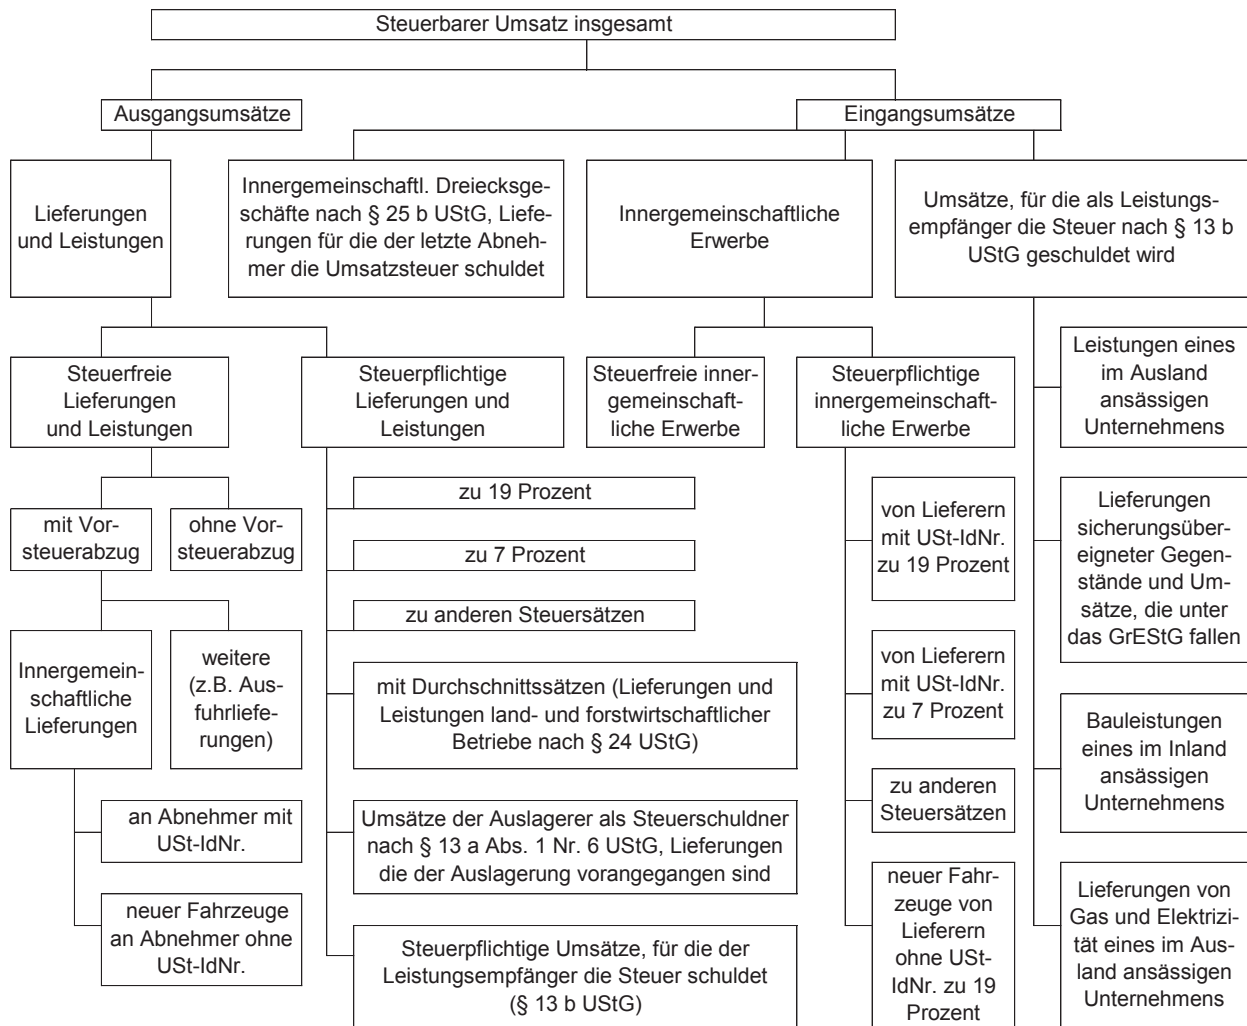 Steuerbarer Umsatz insgesamt
Ausgangsumsätze
Eingangsumsätze
Lieferungen
und Leistungen
Innergemeinschaftl. Dreiecksge-
schäfte nach § 25 b UStG, Liefe-
rungen für die der letzte Abneh-
mer die Umsatzsteuer schuldet
Innergemeinschaftliche
Erwerbe
Umsätze, für die als Leistungs-
empfänger die Steuer nach § 13 b
UStG geschuldet wird
Steuerfreie
Lieferungen
und Leistungen
Steuerpflichtige
Lieferungen und
Leistungen
Steuerfreie inner-
gemeinschaft-
liche Erwerbe
Steuerpflichtige
innergemeinschaft-
liche Erwerbe
Leistungen eines
im Ausland
ansässigen
Unternehmens
mit Vor-
steuerabzug
ohne Vor-
steuerabzug
zu 19 Prozent
zu 7 Prozent
zu anderen Steuersätzen
von Lieferern
mit USt-IdNr.
zu 19 Prozent
Lieferungen
sicherungsüber-
eigneter Gegen-
stände und Um-
sätze, die unter
das GrEStG fallen
Innergemein-
schaftliche
Lieferungen
weitere
(z.B. Aus-
fuhrliefe-
rungen)
mit Durchschnittssätzen (Lieferungen und
Leistungen land- und forstwirtschaftlicher
Betriebe nach § 24 UStG)
von Lieferern
mit USt-IdNr.
zu 7 Prozent
Bauleistungen
eines im Inland
ansässigen
Unternehmens
an Abnehmer mit
USt-IdNr.
Umsätze der Auslagerer als Steuerschuldner
nach § 13 a Abs. 1 Nr. 6 UStG, Lieferungen
die der Auslagerung vorangegangen sind
zu anderen
Steuersätzen
neuer Fahrzeuge
an Abnehmer ohne
USt-IdNr.
Steuerpflichtige Umsätze, für die der
Leistungsempfänger die Steuer schuldet
(§ 13 b UStG)
neuer Fahr-
zeuge von
Lieferern
ohne USt-
IdNr. zu 19
Prozent
Lieferungen von
Gas und Elektrizi-
tät eines im Aus-
land ansässigen
Unternehmens